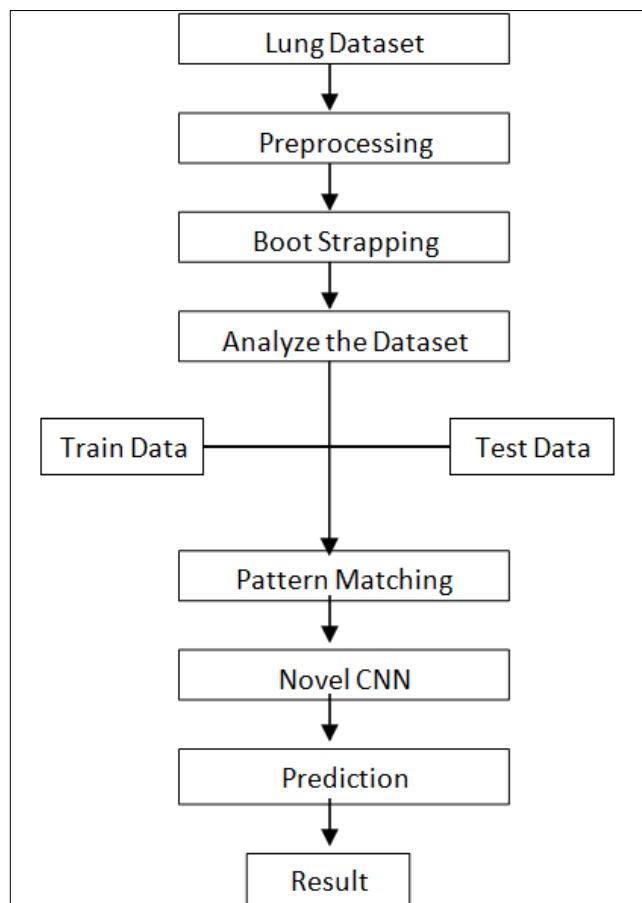 Lung Dataset
Preprocessing
Boot Strapping
Analyze the Dataset
Train Data
Test Data
Pattern Matching
Novel CNN
Prediction
Result